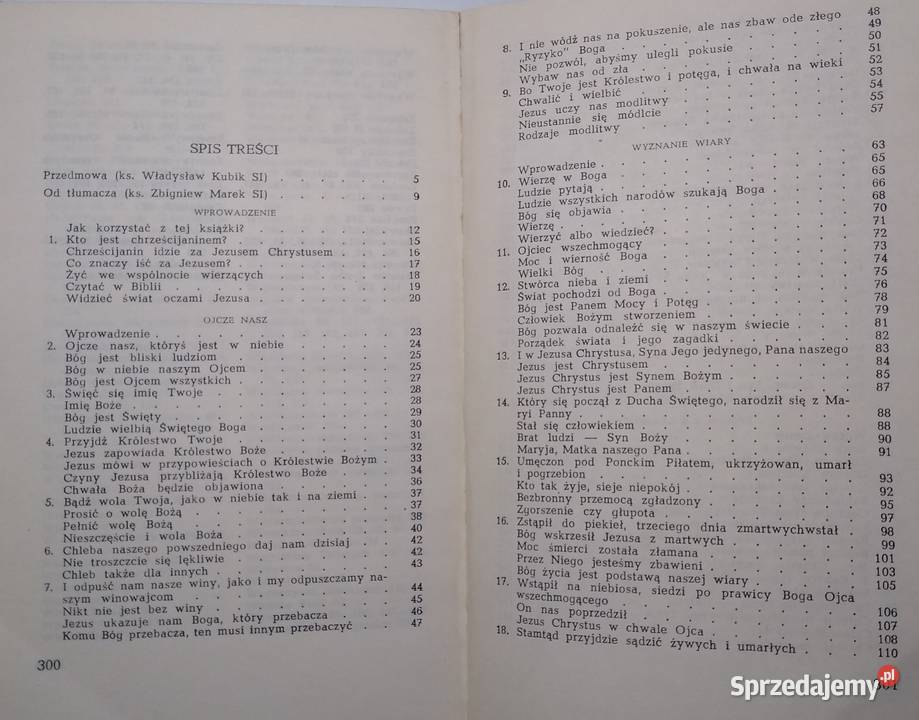 SPIS TREŚCI
Przedmowa (ks. Władysław Kubik SI) . . . . . . 5
Od tłumacza (ks. Zbigniew Marek SI) . . . . . . 9
WPROWADZENIE
Jak korzystać z tej książki? . . . . . . . 12
1. Kto jest chrześcijaninem? . . . . . . . . 15
Chrześcijanin idzie za Jezusem Chrystusem . . . 16
Co znaczy iść za Jezusem? . . . . . . . . 17
Żyć we wspólnocie wierzących . . . . . . 18
Czytać w Biblii . . . . . . . . . . 19
Widzieć świat oczami Jezusa . . . . . . . 20
OJCZE NASZ
Wprowadzenie . . . . . . . . . . . 23
2. Ojcze nasz, któryś jest w niebie . . . . . . 24
Bóg jest bliski ludziom . . . . . . . . 25
Bóg w niebie naszym Ojcem . . . . . . . 25
Bóg jest Ojcem wszystkich . . . . . . . . 27
3. Święć się imię Twoje . . . . . . . . . 28
Imię Boże . . . . . . . . . . . . 28
Bóg jest Święty . . . . . . . . . . 29
Ludzie wielbią Świętego Boga . . . . . . . 30
4. Przyjdź Królestwo Twoje . . . . . . . . 31
Jezus zapowiada Królestwo Boże . . . . . . 32
Jezus mówi w przypowieściach o Królestwie Bożym . 33
Czyny Jezusa przybliżają Królestwo Boże . . . . 34
Chwała Boża będzie objawiona . . . . . . . 36
5. Bądź wola Twoja, jako w niebie tak i na ziemi . . 37
Prosić o wolę Bożą . . . . . . . . . 37
Pełnić wolę Bożą . . . . . . . . . . 38
Nieszczęście i wola Boża . . . . . . . . 40
6. Chleba naszego powszedniego daj nam dzisiaj . . . 42
Nie troszczcie się lękliwie . . . . . . . . 42
Chleb także dla innych . . . . . . . . . 43
7. I odpuść nam nasze winy, jako i my odpuszczamy na-
szym winowajcom . . . . . . . . . . 44
Nikt nie jest bez winy . . . . . . . . . 45
Jezus ukazuje nam Boga, który przebacza . . . 46
Komu Bóg przebacza, ten musi innym przebaczyć . . . 47
300
8. I nie wódź nas na pokuszenie, ale nas zbaw ode złego 48
„Ryzyko” Boga . . . . . . . . . . 49
Nie pozwól, abyśmy ulegli pokusie . . . . . . 50
Wybaw nas od zła . . . . . . . . . 51
9. Bo Twoje jest Królestwo i potęga, i chwała na wieki 52
Chwalić i wielbić . . . . . . . . . . 53
Jezus uczy nas modlitwy . . . . . . . . 54
Nieustannie się módlcie . . . . . . . . 55
Rodzaje modlitwy . . . . . . . . . . 57
WYZNANIE WIARY
Wprowadzenie . . . . . . . . . . . 63
10. Wierzę w Boga . . . . . . . . . . 65
Ludzie pytają . . . . . . . . . . . 65
Ludzie wszystkich narodów szukają Boga . . . . 66
Bóg się objawia . . . . . . . . . . 68
Wierzę . . . . . . . . . . . . . 70
Wierzyć albo wiedzieć? . . . . . . . . . 71
11. Ojciec wszechmogący . . . . . . . . . 72
Moc i wierność Boga . . . . . . . . . 73
Wielki Bóg . . . . . . . . . . . . 74
12. Stwórca nieba i ziemi . . . . . . . . . 75
Świat pochodzi od Boga . . . . . . . . 76
Bóg jest Panem Mocy i Potęg . . . . . . . 78
Człowiek Bożym stworzeniem . . . . . . . 79
Bóg pozwala odnaleźć się w naszym świecie . . . 81
Porządek świata i jego zagadki . . . . . . . 82
13. I w Jezusa Chrystusa, Syna Jego jedynego, Pana naszego 83
Jezus jest Chrystusem . . . . . . . . . 84
Jezus Chrystus jest Synem Bożym . . . . . . 85
Jezus Chrystus jest Panem . . . . . . . . 87
14. Który się począł z Ducha Świętego, narodził się z Ma-
ryi Panny . . . . . . . . . . . . 88
Stał się człowiekiem . . . . . . . . . . 88
Brat ludzi — Syn Boży . . . . . . . . . 90
Maryja, Matka naszego Pana . . . . . . . . 91
15. Umęczon pod Ponckim Piłatem, ukrzyżowan, umarł
i pogrzebion . . . . . . . . . . . 93
Kto tak żyje, sieje niepokój . . . . . . . . 92
Bezbronny przemocą zgładzony . . . . . . . 95
Zgorszenie czy głupota . . . . . . . . . 97
16. Zstąpił do piekieł, trzeciego dnia zmartwychwstał . . 98
Bóg wskrzesił Jezusa z martwych . . . . . . 99
Moc śmierci została złamana . . . . . . . 101
Przez Niego jesteśmy zbawieni . . . . . . . 103
Bóg życia jest podstawą naszej wiary . . . . . 105
17. Wstąpił na niebiosa, siedzi po prawicy Boga Ojca
wszechmogącego . . . . . . . . . . 106
On nas poprzedził . . . . . . . . . . 107
Jezus Chrystus w chwale Ojca . . . . . . . 108
18. Stamtąd przyjdzie sądzić żywych i umarłych . . . 110
301
Sprzedajemy.pl